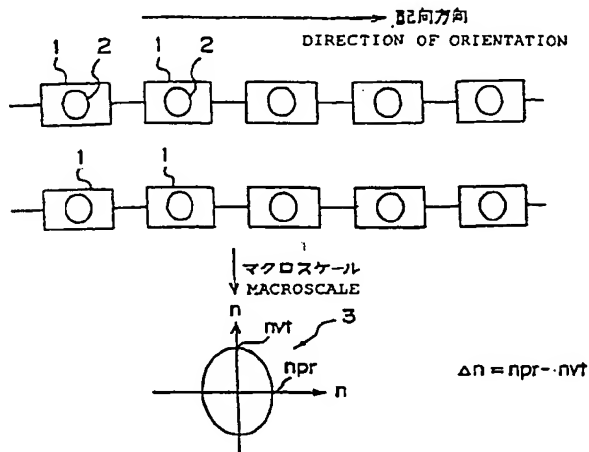 配向方向
DIRECTION OF ORIENTATION
1 2 1 2
1 1
マクロスケール
MACROSCALE
n
nvt
3
npr
n
Δn = npr - nvt